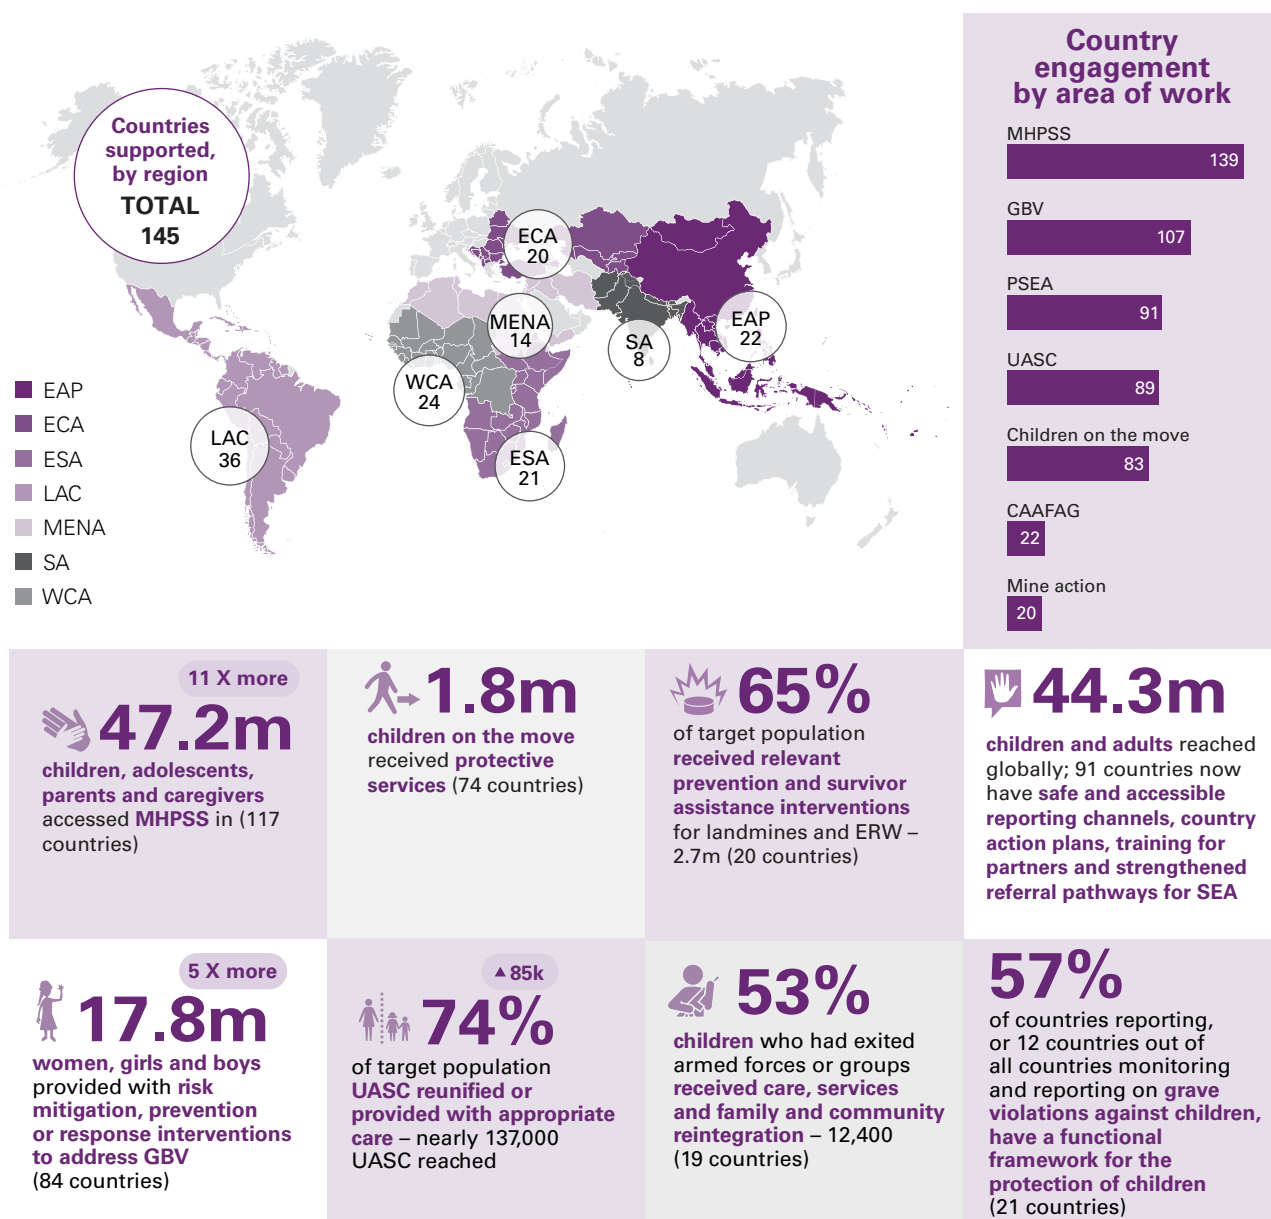 Countries
supported,
by region
TOTAL
145
ECA
20
MENA
14
EAP
22
SA
8
WCA
24
LAC
36
ESA
21
EAP
ECA
ESA
LAC
MENA
SA
WCA
Country
engagement
by area of work
MHPSS
139
GBV
107
PSEA
91
UASC
89
Children on the move
83
CAAFAG
22
Mine action
20
11 X more
47.2m
children, adolescents,
parents and caregivers
accessed MHPSS in (117
countries)
1.8m
children on the move
received protective
services (74 countries)
65%
of target population
received relevant
prevention and survivor
assistance interventions
for landmines and ERW –
2.7m (20 countries)
44.3m
children and adults reached
globally; 91 countries now
have safe and accessible
reporting channels, country
action plans, training for
partners and strengthened
referral pathways for SEA
5 X more
17.8m
women, girls and boys
provided with risk
mitigation, prevention
or response interventions
to address GBV
(84 countries)
▲85k
74%
of target population
UASC reunified or
provided with appropriate
care – nearly 137,000
UASC reached
53%
children who had exited
armed forces or groups
received care, services
and family and community
reintegration – 12,400
(19 countries)
57%
of countries reporting,
or 12 countries out of
all countries monitoring
and reporting on grave
violations against children,
have a functional
framework for the
protection of children
(21 countries)